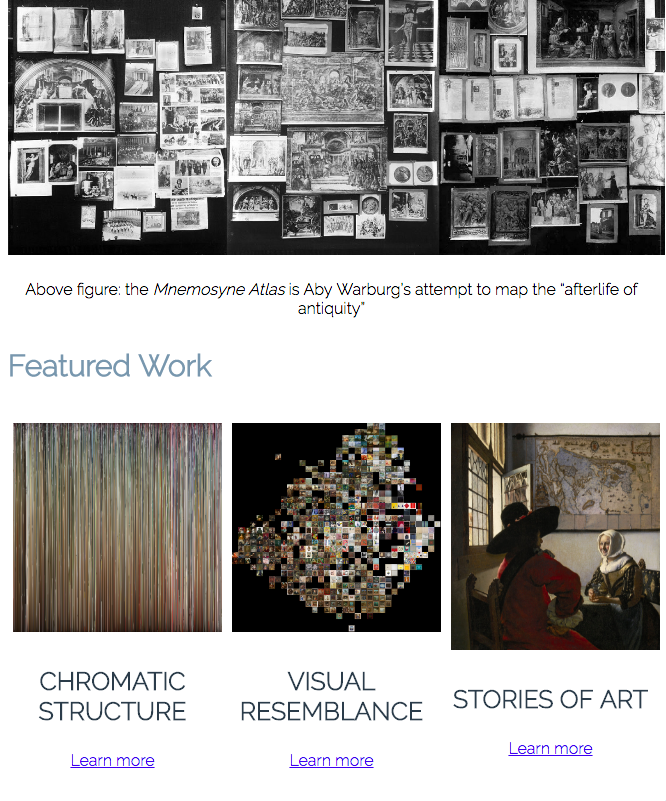 Above figure: the Mnemosyne Atlas is Aby Warburg's attempt to map the “afterlife of
antiquity”
Featured Work
CHROMATIC
STRUCTURE
Learn more
VISUAL
RESEMBLANCE
Learn more
STORIES OF ART
Learn more